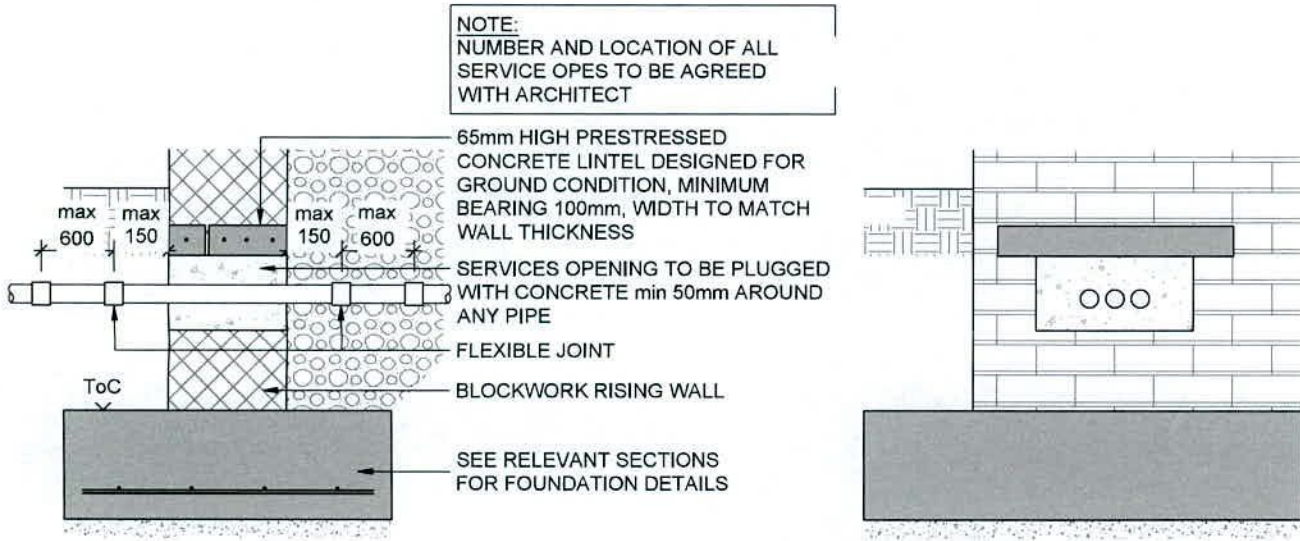 NOTE:
NUMBER AND LOCATION OF ALL
SERVICE OPES TO BE AGREED
WITH ARCHITECT
65mm HIGH PRESTRESSED
CONCRETE LINTEL DESIGNED FOR
GROUND CONDITION, MINIMUM
BEARING 100mm, WIDTH TO MATCH
WALL THICKNESS
max
600
max
150
max
150
max
600
SERVICES OPENING TO BE PLUGGED
WITH CONCRETE min 50mm AROUND
ANY PIPE
FLEXIBLE JOINT
BLOCKWORK RISING WALL
ToC
SEE RELEVANT SECTIONS
FOR FOUNDATION DETAILS